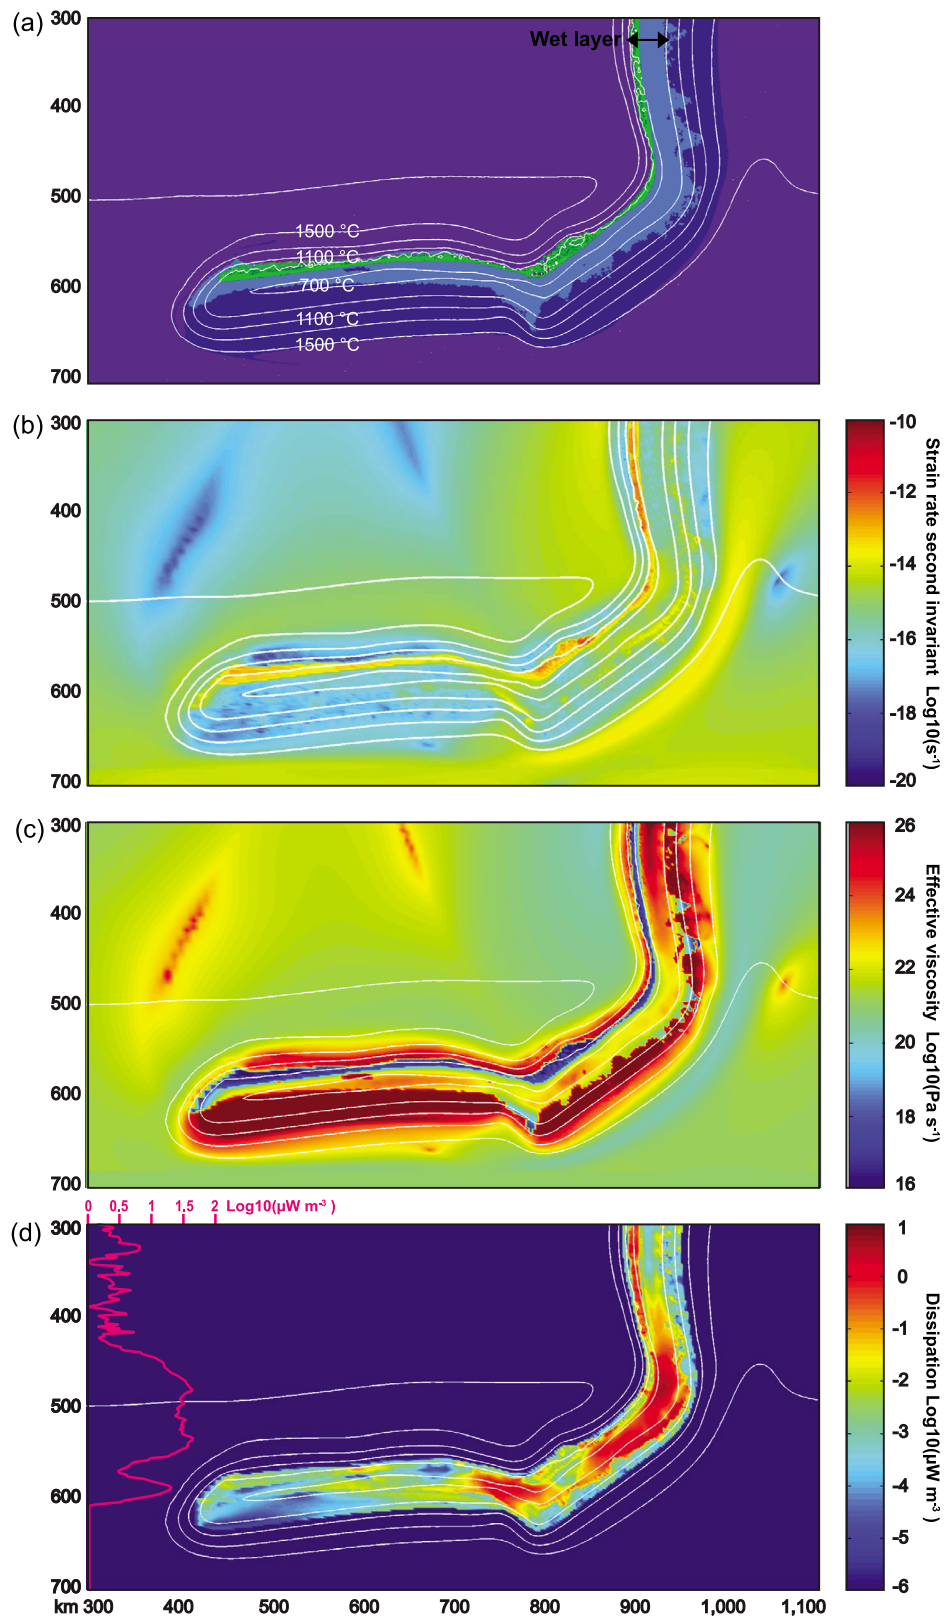 (a)
300
400
500
600
700
Wet layer
1500 °C
1100 °C
700 °C
1100 °C
1500 °C
(b)
300
400
500
600
700
-10
-12
-14
-16
-18
-20
Strain rate second invariant Log10(s-1)
(c)
300
400
500
600
700
26
24
22
20
18
16
Effective viscosity Log10(Pa s-1)
0 0.5 1 1.5 2 Log10(µW m-3 )
(d)
300
400
500
600
700
1
0
-1
-2
-3
-4
-5
-6
Dissipation Log10(µW m-3)
km 300 400 500 600 700 800 900 1,000 1,100